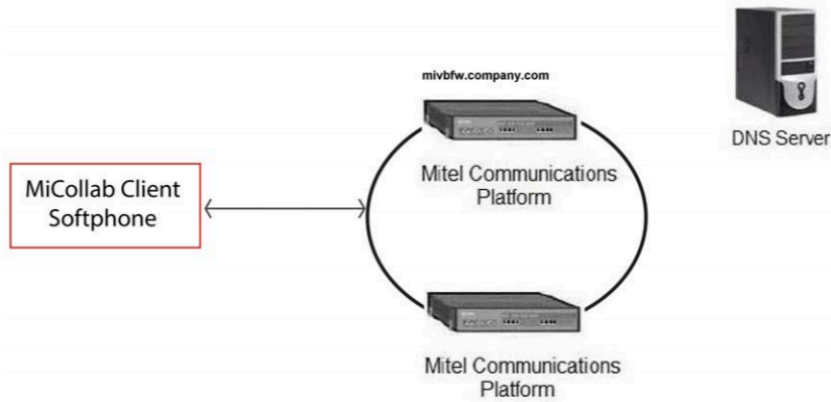 mivbfw.company.com
DNS Server
Mitel Communications
Platform
MiCollab Client
Softphone
Mitel Communications
Platform